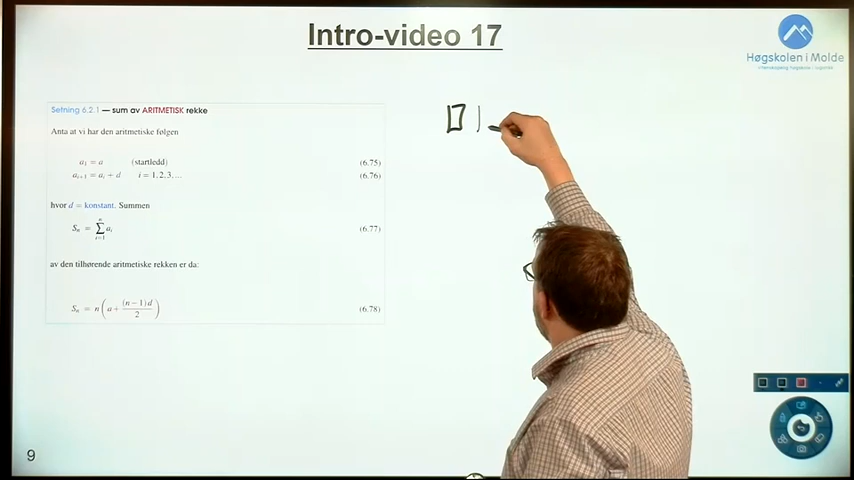 Intro-video 17
Høgskolen i Molde
Setning 6.2.1 — sum av ARITMETISK rekke
Anta at vi har den aritmetiske følgen
a₁ = a (startledd) (6.75)
aᵢ₊₁ = aᵢ + d i = 1,2,3,... (6.76)
hvor d = konstant. Summen
Sₙ = ∑ᵢ₌₁ⁿ aᵢ (6.77)
av den tilhørende aritmetiske rekken er da:
Sₙ = n(a + (n−1)d/2) (6.78)
9